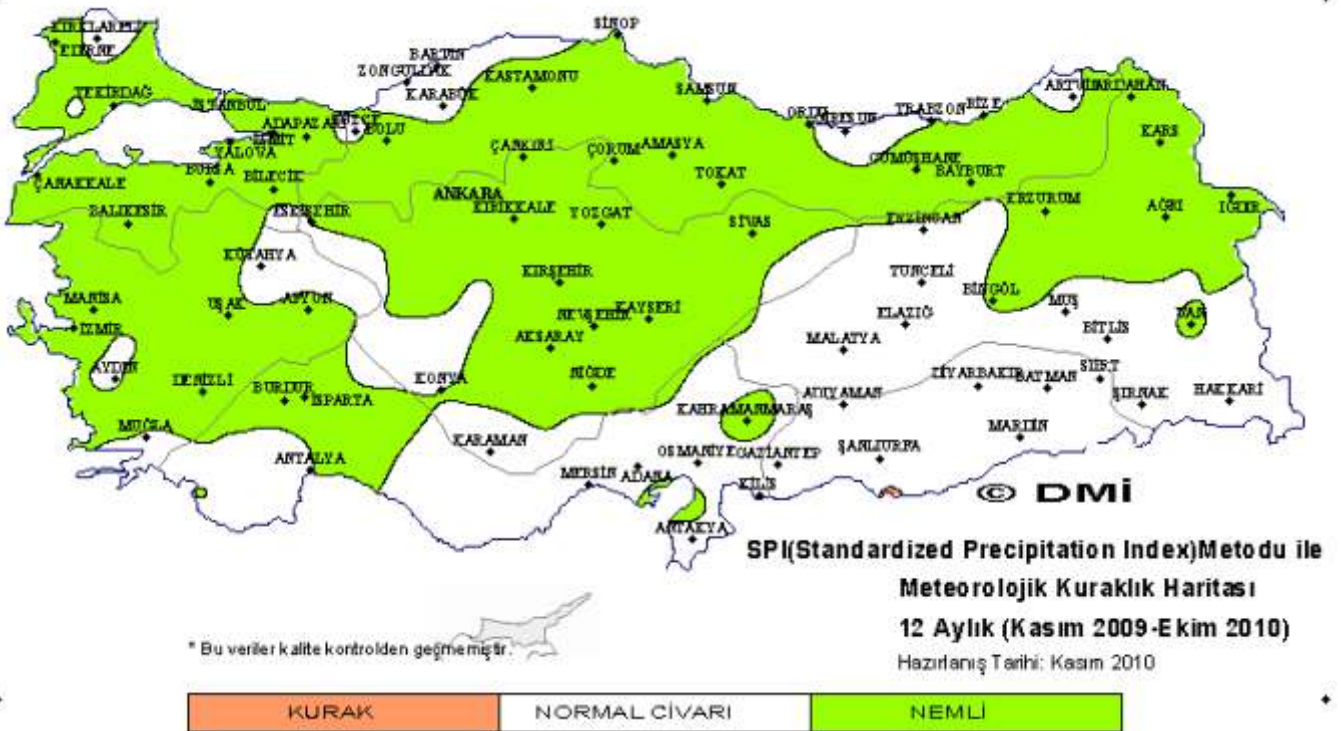 SİNOP
KIRKLARELİ
EDİRNE
BARTIN
ZONGULDAK
KASTAMONU
KARABÜK
TEKİRDAĞ
İSTANBUL
SAMSUN
ARTVİN
ARDAHAN
ORDU
GİRESUN
TRABZON
RİZE
ADAPAZARI
DÜZCE
İZMİT
BOLU
YALOVA
KARS
ÇANKIRI
ÇORUM
AMASYA
GÜMÜŞHANE
BAYBURT
ÇANAKKALE
BURSA
BİLECİK
ANKARA
TOKAT
ERZURUM
AĞRI
IĞDIR
BALIKESİR
ESKİŞEHİR
KIRIKKALE
YOZGAT
SİVAS
ERZİNCAN
KÜTAHYA
KIRŞEHİR
TUNCELİ
MANİSA
UŞAK
AFYON
NEVŞEHİR
KAYSERİ
BİNGÖL
MUŞ
VAN
İZMİR
AKSARAY
ELAZIĞ
MALATYA
BİTLİS
AYDIN
DENİZLİ
BURDUR
ISPARTA
KONYA
NİĞDE
ADIYAMAN
DİYARBAKIR
BATMAN
SİİRT
ŞIRNAK
HAKKARİ
KAHRAMANMARAŞ
MUĞLA
ANTALYA
KARAMAN
MERSİN
ADANA
OSMANİYE
GAZİANTEP
ŞANLIURFA
MARDİN
KİLİS
ANTAKYA
© DMİ
SPI(Standardized Precipitation Index)Metodu ile
Meteorolojik Kuraklık Haritası
12 Aylık (Kasım 2009-Ekim 2010)
Hazırlanış Tarihi: Kasım 2010
* Bu veriler kalite kontrolden geçmemiştir.
KURAK
NORMAL CİVARI
NEMLİ